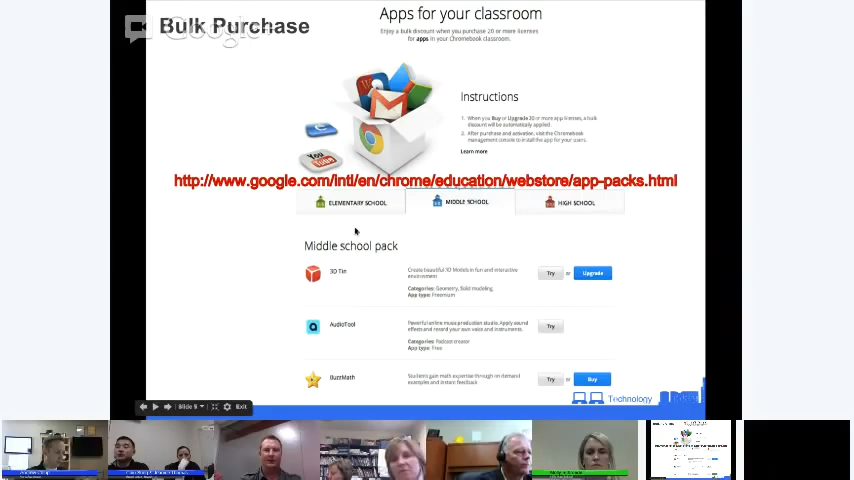 Apps for your classroom
Bulk Purchase
Google+
Enjoy a bulk discount when you purchase 20 or more licenses
for apps in your Chromebook classroom.
Instructions
1. When you Buy or Upgrade 20 or more app licenses, a bulk
discount will be automatically applied.
2. After purchase and activation, visit the Chromebook
management console to install the app for your users.
Learn more
You
Tube
http://www.google.com/intl/en/chrome/education/webstore/app-packs.html
ELEMENTARY SCHOOL
MIDDLE SCHOOL
HIGH SCHOOL
Middle school pack
3D Tin
Create beautiful 3D Models in fun and interactive
environment
Categories: Geometry, Solid modeling,
App type: Freemium
Try or Upgrade
AudioTool
Powerful online music production studio. Apply sound
effects and record your own voice and instruments.
Categories: Podcast creator
App type: Free
Try
BuzzMath
Students gain math expertise through on demand
examples and instant feedback
Try or Buy
Technology
Slide 5
Exit